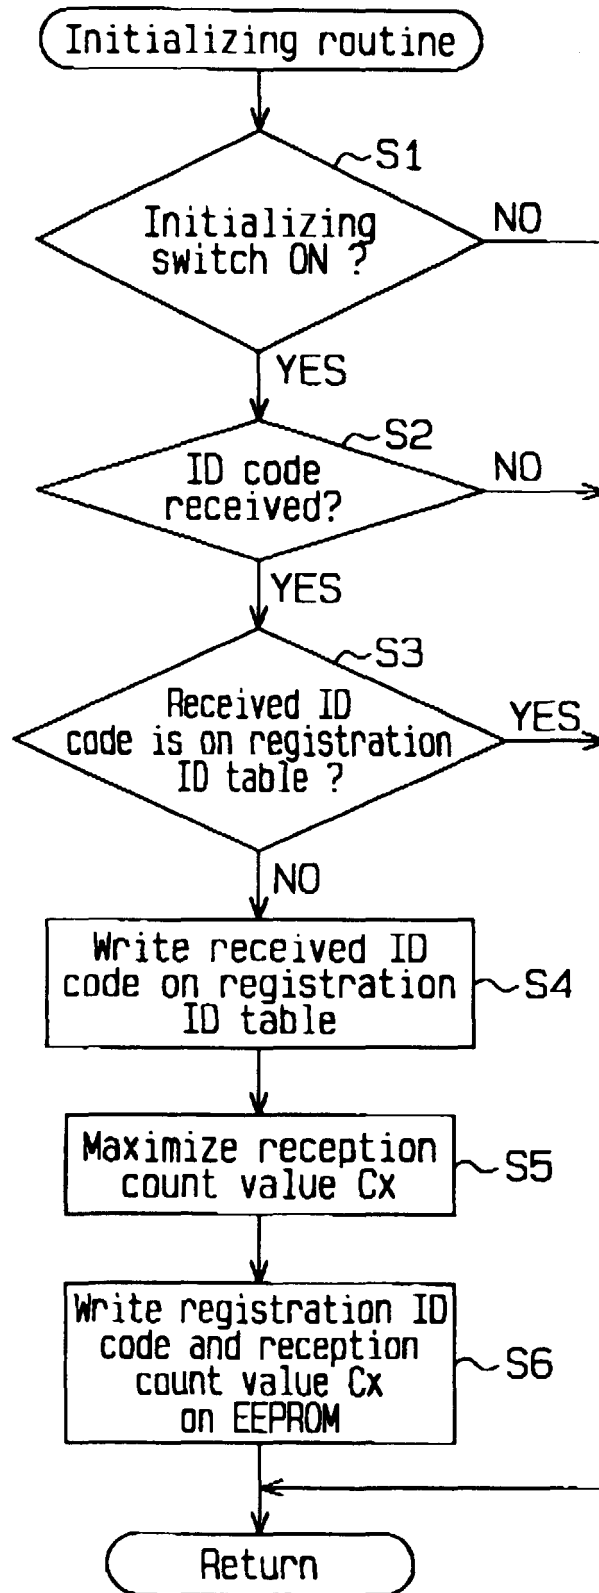 Initializing routine
S1
Initializing
switch ON ?
NO
YES
S2
ID code
received?
NO
YES
S3
Received ID
code is on registration
ID table ?
YES
NO
Write received ID
code on registration
ID table
S4
Maximize reception
count value Cx
S5
Write registration ID
code and reception
count value Cx
on EEPROM
S6
Return